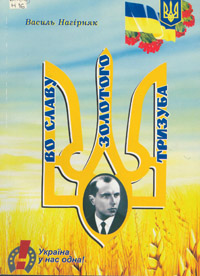 Василь Нагірняк
ВО СЛАВУ
ЗОЛОТОГО
ТРИЗУБА
Україна
у нас одна!